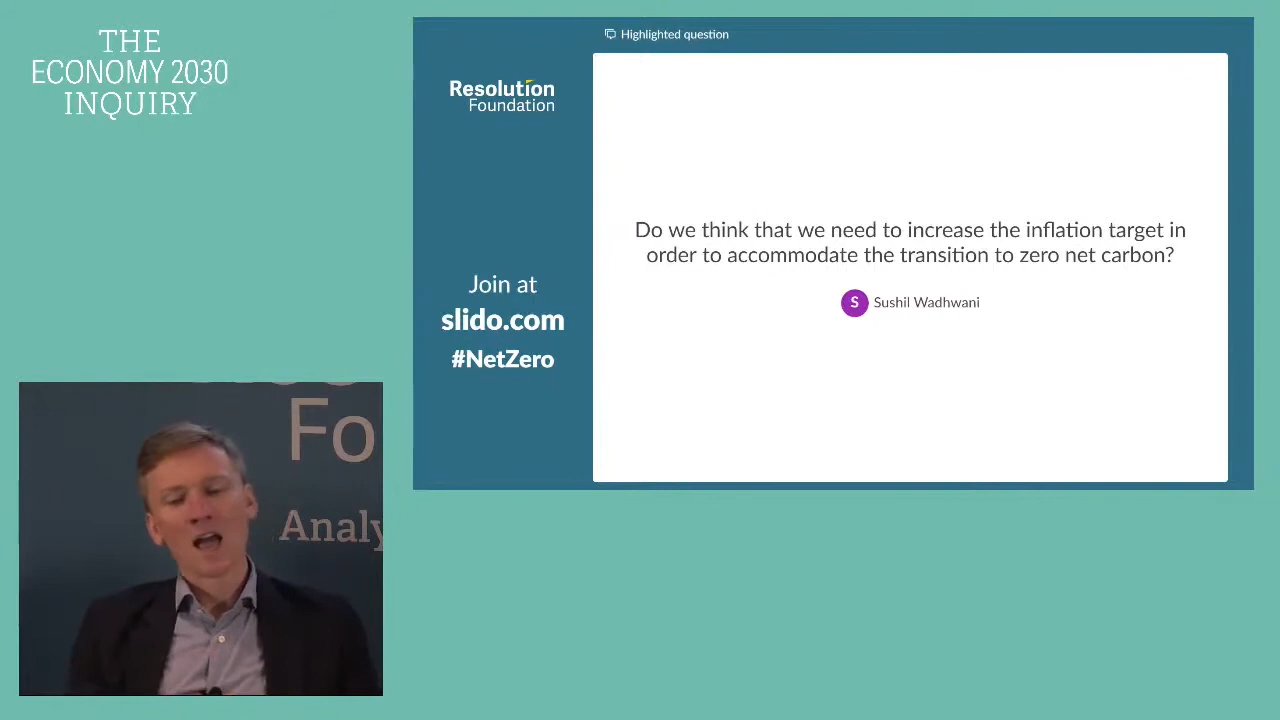 THE
ECONOMY 2030
INQUIRY
Highlighted question
Resolution
Foundation
Do we think that we need to increase the inflation target in
order to accommodate the transition to zero net carbon?
S Sushil Wadhwani
Join at
slido.com
#NetZero
Fo
Analy